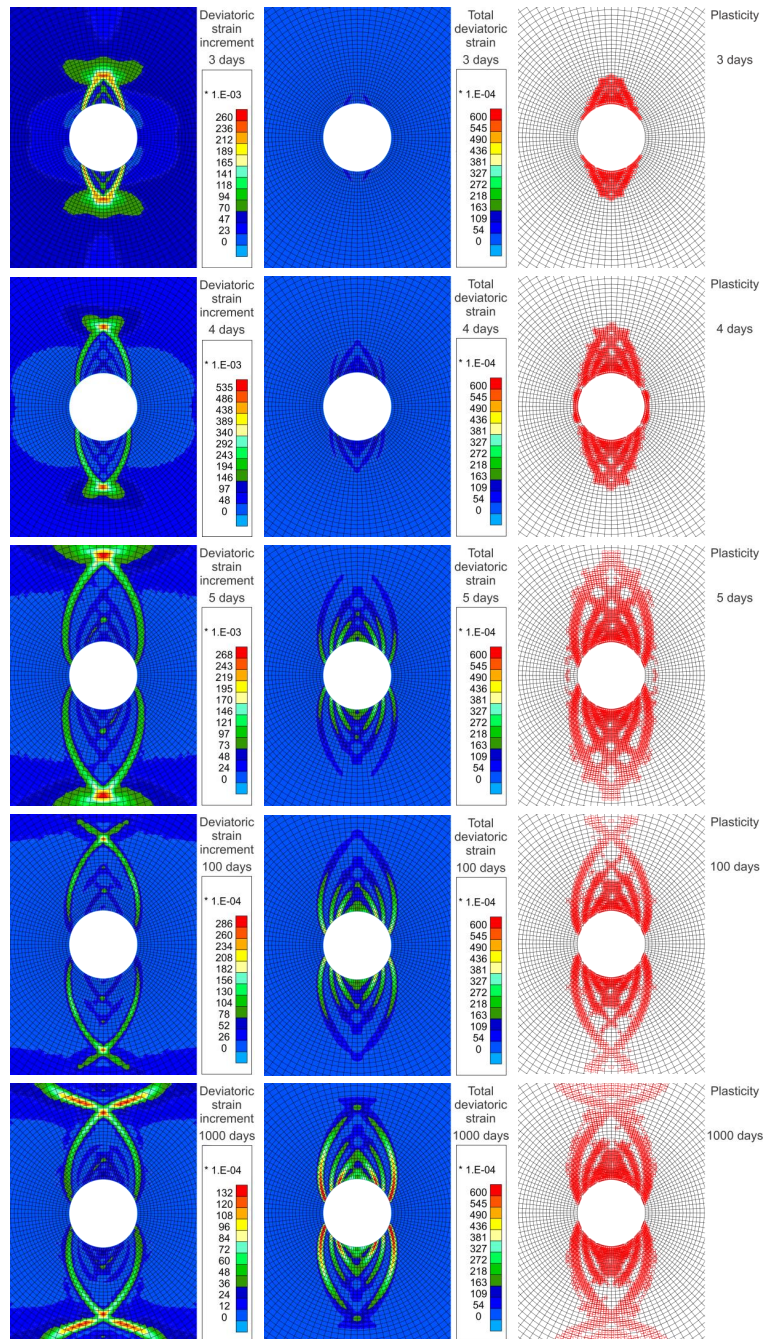 Deviatoric
strain
increment
3 days
* 1.E-03
260
236
212
189
165
141
118
94
70
47
23
0
Total
deviatoric
strain
3 days
* 1.E-04
600
545
490
436
381
327
272
218
163
109
54
0
Plasticity
3 days
Deviatoric
strain
increment
4 days
* 1.E-03
535
486
438
389
340
292
243
194
146
97
48
0
Total
deviatoric
strain
4 days
* 1.E-04
600
545
490
436
381
327
272
218
163
109
54
0
Plasticity
4 days
Deviatoric
strain
increment
5 days
* 1.E-03
268
243
219
195
170
146
121
97
73
48
24
0
Total
deviatoric
strain
5 days
* 1.E-04
600
545
490
436
381
327
272
218
163
109
54
0
Plasticity
5 days
Deviatoric
strain
increment
100 days
* 1.E-04
286
260
234
208
182
156
130
104
78
52
26
0
Total
deviatoric
strain
100 days
* 1.E-04
600
545
490
436
381
327
272
218
163
109
54
0
Plasticity
100 days
Deviatoric
strain
increment
1000 days
* 1.E-04
132
120
108
96
84
72
60
48
36
24
12
0
Total
deviatoric
strain
1000 days
* 1.E-04
600
545
490
436
381
327
272
218
163
109
54
0
Plasticity
1000 days